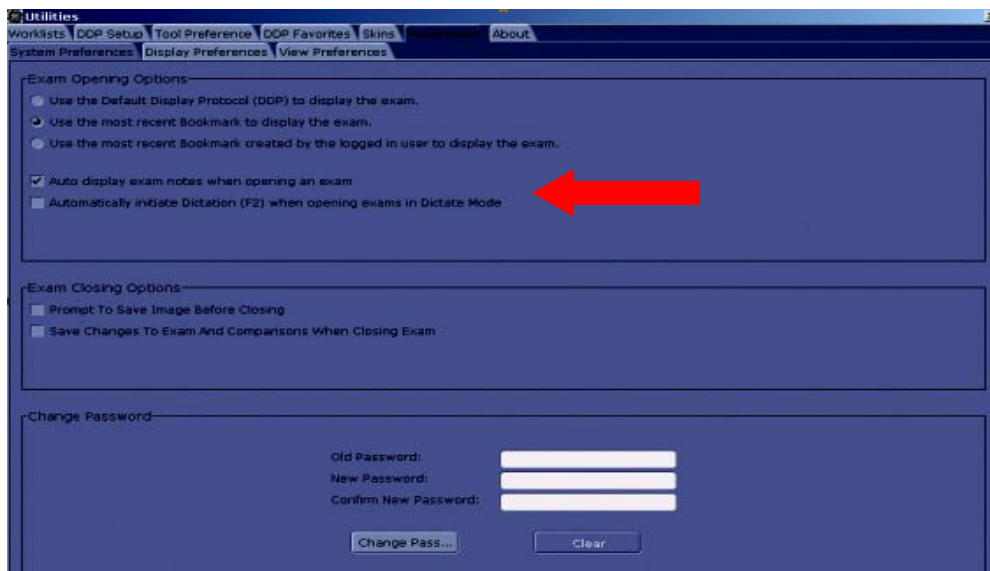 Utilities
Worklists DDP Setup Tool Preference DDP Favorites Skins About
System Preferences Display Preferences View Preferences
Exam Opening Options
Use the Default Display Protocol (DDP) to display the exam.
Use the most recent Bookmark to display the exam.
Use the most recent Bookmark created by the logged in user to display the exam.
Auto display exam notes when opening an exam
Automatically initiate Dictation (F2) when opening exams in Dictate Mode
Exam Closing Options
Prompt To Save Image Before Closing
Save Changes To Exam And Comparisons When Closing Exam
Change Password
Old Password:
New Password:
Confirm New Password:
Change Pass... Clear